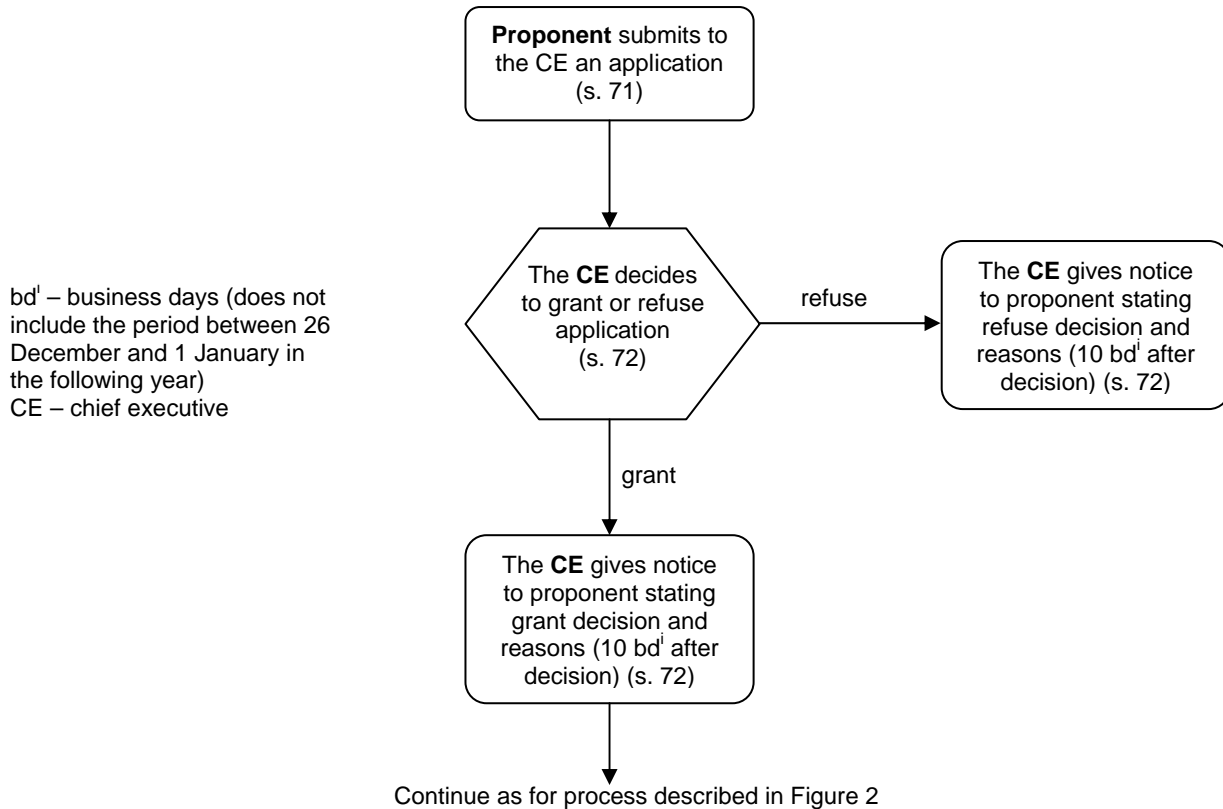 Proponent submits to
the CE an application
(s. 71)
The CE decides
to grant or refuse
application
(s. 72)
refuse
The CE gives notice
to proponent stating
refuse decision and
reasons (10 bdⁱ after
decision) (s. 72)
bdⁱ – business days (does not
include the period between 26
December and 1 January in
the following year)
CE – chief executive
grant
The CE gives notice
to proponent stating
grant decision and
reasons (10 bdⁱ after
decision) (s. 72)
Continue as for process described in Figure 2